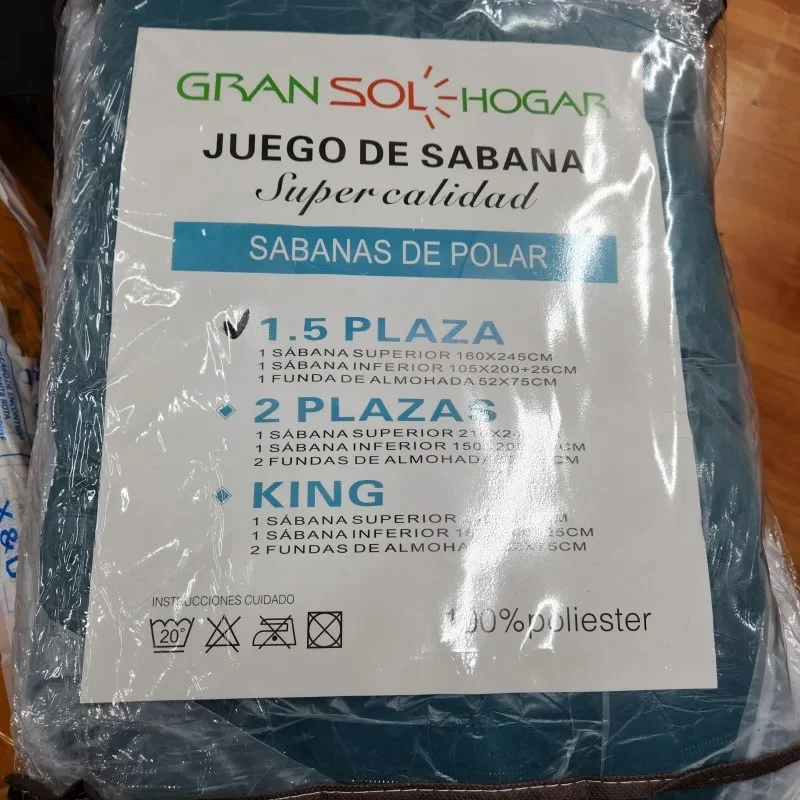 GRAN SOL HOGAR
JUEGO DE SABANA
Super calidad
SABANAS DE POLAR
1.5 PLAZA
1 SÁBANA SUPERIOR 160X245CM
1 SÁBANA INFERIOR 105X200+25CM
1 FUNDA DE ALMOHADA 52X75CM
2 PLAZAS
1 SÁBANA SUPERIOR
1 SÁBANA INFERIOR
2 FUNDAS DE ALMOHADA
KING
1 SÁBANA SUPERIOR
1 SÁBANA INFERIOR
2 FUNDAS DE ALMOHADA
INSTRUCCIONES CUIDADO
20°
100%poliester